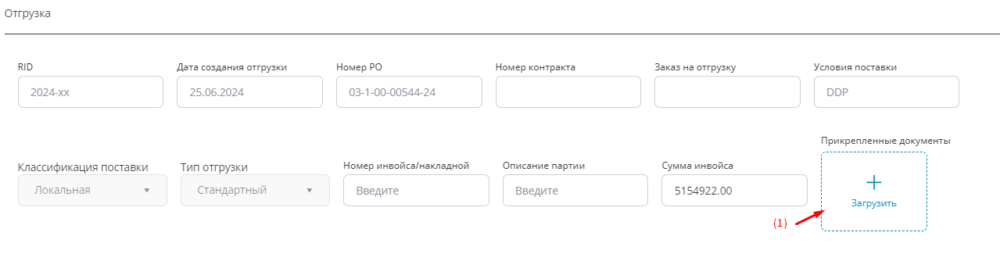 Отгрузка
RID Дата создания отгрузки Номер PO Номер контракта Заказ на отгрузку Условия поставки
2024-xx 25.06.2024 03-1-00-00544-24 DDP
Прикрепленные документы
Классификация поставки Тип отгрузки Номер инвойса/накладной Описание партии Сумма инвойса
Локальная Стандартный Введите Введите 5154922.00
Загрузить
(1)